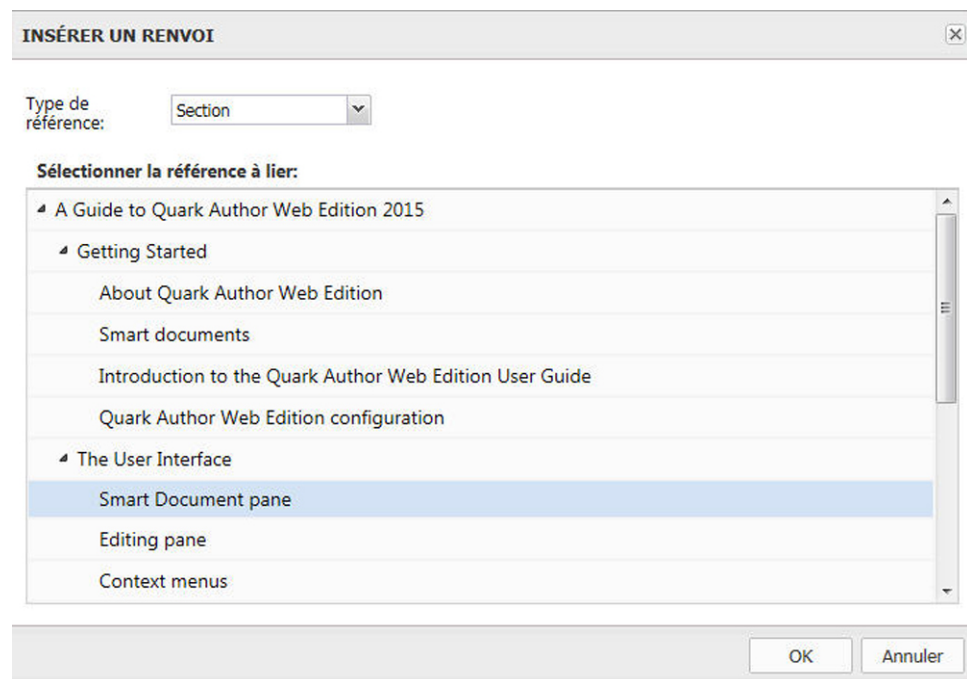 INSÉRER UN RENVOI
Type de
référence:
Section
Sélectionner la référence à lier:
A Guide to Quark Author Web Edition 2015
Getting Started
About Quark Author Web Edition
Smart documents
Introduction to the Quark Author Web Edition User Guide
Quark Author Web Edition configuration
The User Interface
Smart Document pane
Editing pane
Context menus
OK Annuler